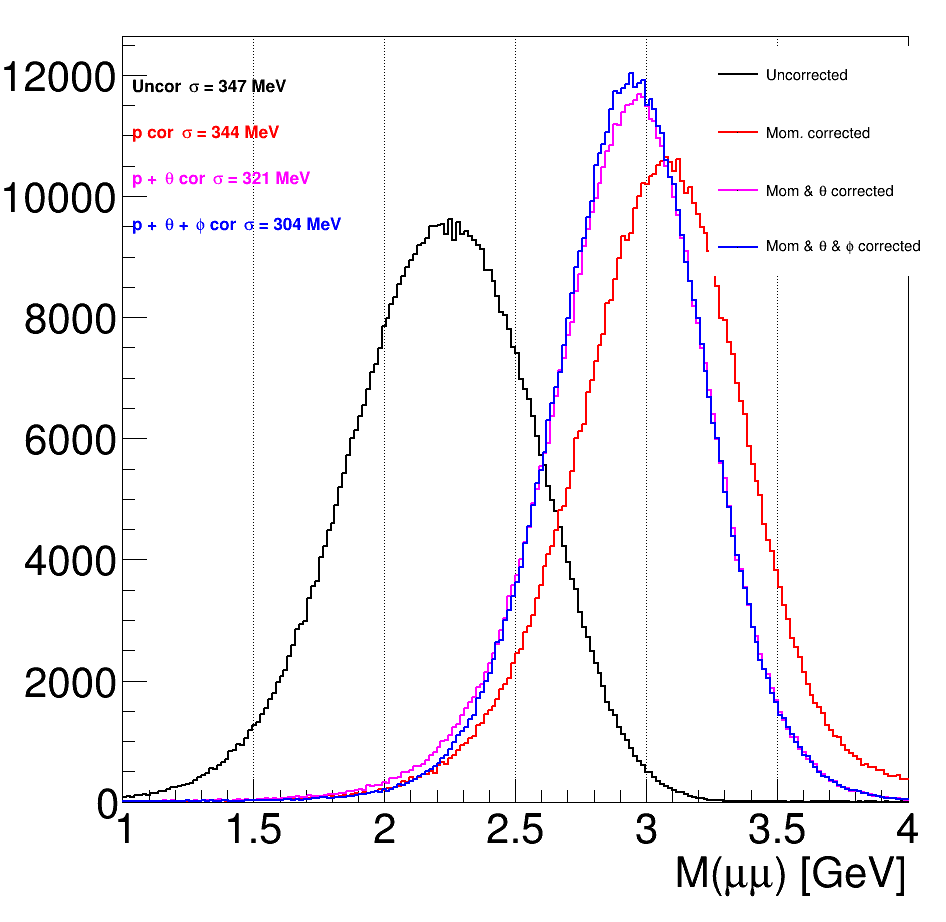 12000
10000
8000
6000
4000
2000
0
Uncor σ = 347 MeV
p cor σ = 344 MeV
p + θ cor σ = 321 MeV
p + θ + ϕ cor σ = 304 MeV
Uncorrected
Mom. corrected
Mom & θ corrected
Mom & θ & ϕ corrected
1 1.5 2 2.5 3 3.5 4
M(μμ) [GeV]